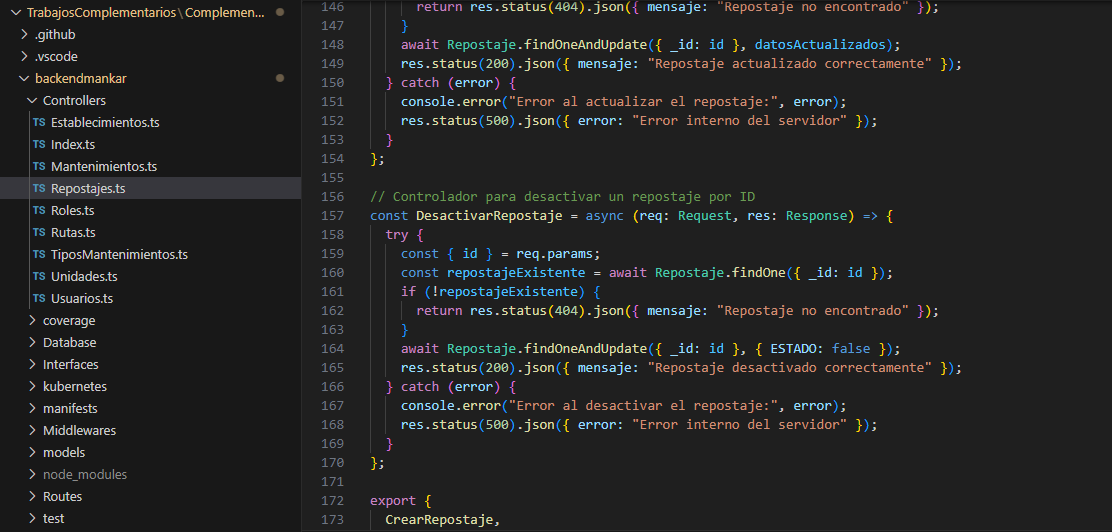 TrabajosComplementarios\Complemen...
.github
.vscode
backendmankar
Controllers
TS Establecimientos.ts
TS Index.ts
TS Mantenimientos.ts
TS Repostajes.ts
TS Roles.ts
TS Rutas.ts
TS TiposMantenimientos.ts
TS Unidades.ts
TS Usuarios.ts
coverage
Database
Interfaces
kubernetes
manifests
Middlewares
models
node_modules
Routes
test
146 return res.status(404).json({ mensaje: "Repostaje no encontrado" });
147 }
148 await Repostaje.findOneAndUpdate({ _id: id }, datosActualizados);
149 res.status(200).json({ mensaje: "Repostaje actualizado correctamente" });
150 } catch (error) {
151 console.error("Error al actualizar el repostaje:", error);
152 res.status(500).json({ error: "Error interno del servidor" });
153 }
154 };
155
156 // Controlador para desactivar un repostaje por ID
157 const DesactivarRepostaje = async (req: Request, res: Response) => {
158 try {
159 const { id } = req.params;
160 const repostajeExistente = await Repostaje.findOne({ _id: id });
161 if (!repostajeExistente) {
162 return res.status(404).json({ mensaje: "Repostaje no encontrado" });
163 }
164 await Repostaje.findOneAndUpdate({ _id: id }, { ESTADO: false });
165 res.status(200).json({ mensaje: "Repostaje desactivado correctamente" });
166 } catch (error) {
167 console.error("Error al desactivar el repostaje:", error);
168 res.status(500).json({ error: "Error interno del servidor" });
169 }
170 };
171
172 export {
173 CrearRepostaje,